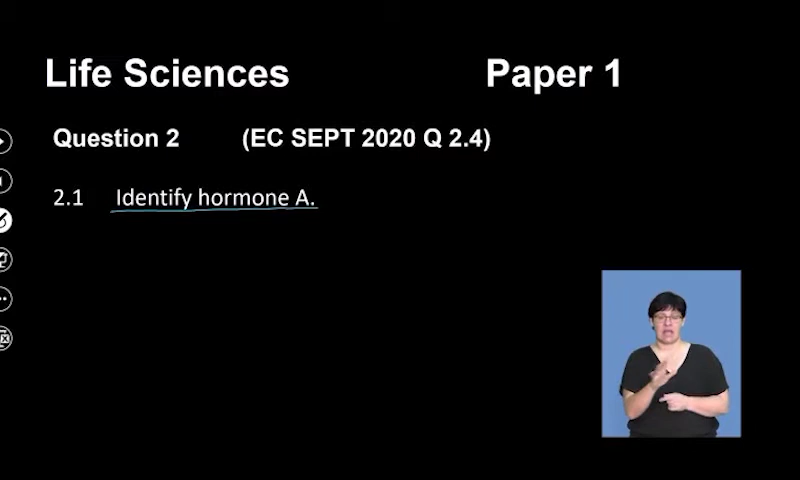 Life Sciences Paper 1
Question 2 (EC SEPT 2020 Q 2.4)
2.1 Identify hormone A.